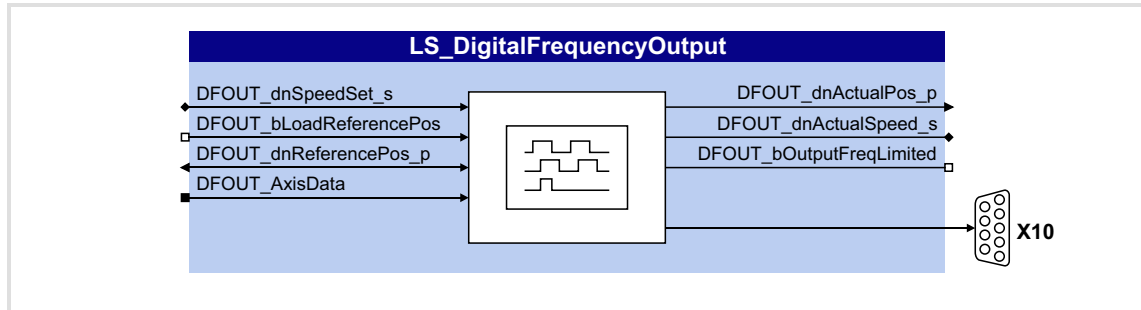 LS_DigitalFrequencyOutput
DFOUT_dnSpeedSet_s
DFOUT_bLoadReferencePos
DFOUT_dnReferencePos_p
DFOUT_AxisData
DFOUT_dnActualPos_p
DFOUT_dnActualSpeed_s
DFOUT_bOutputFreqLimited
X10